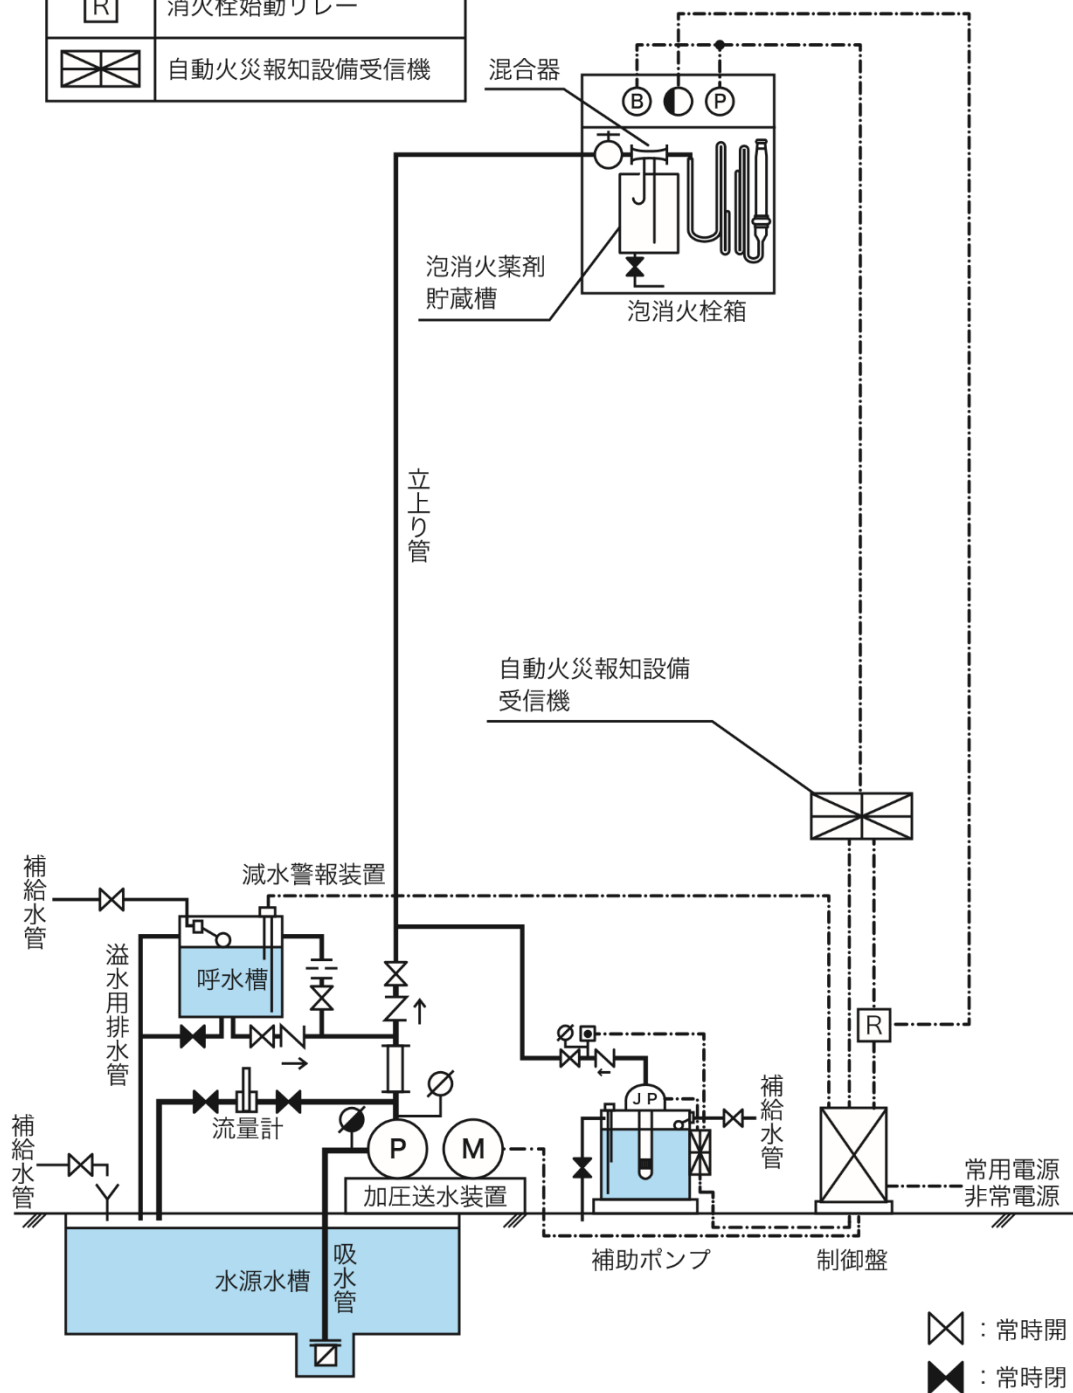 R
消火栓始動リレー
自動火災報知設備受信機
混合器
B
P
泡消火薬剤
貯蔵槽
泡消火栓箱
立上り管
自動火災報知設備
受信機
補給水管
減水警報装置
溢水用排水管
呼水槽
R
JP
補給水管
流量計
補給水管
P
M
加圧送水装置
常用電源
非常電源
水源水槽
吸水管
補助ポンプ
制御盤
：常時開
：常時閉